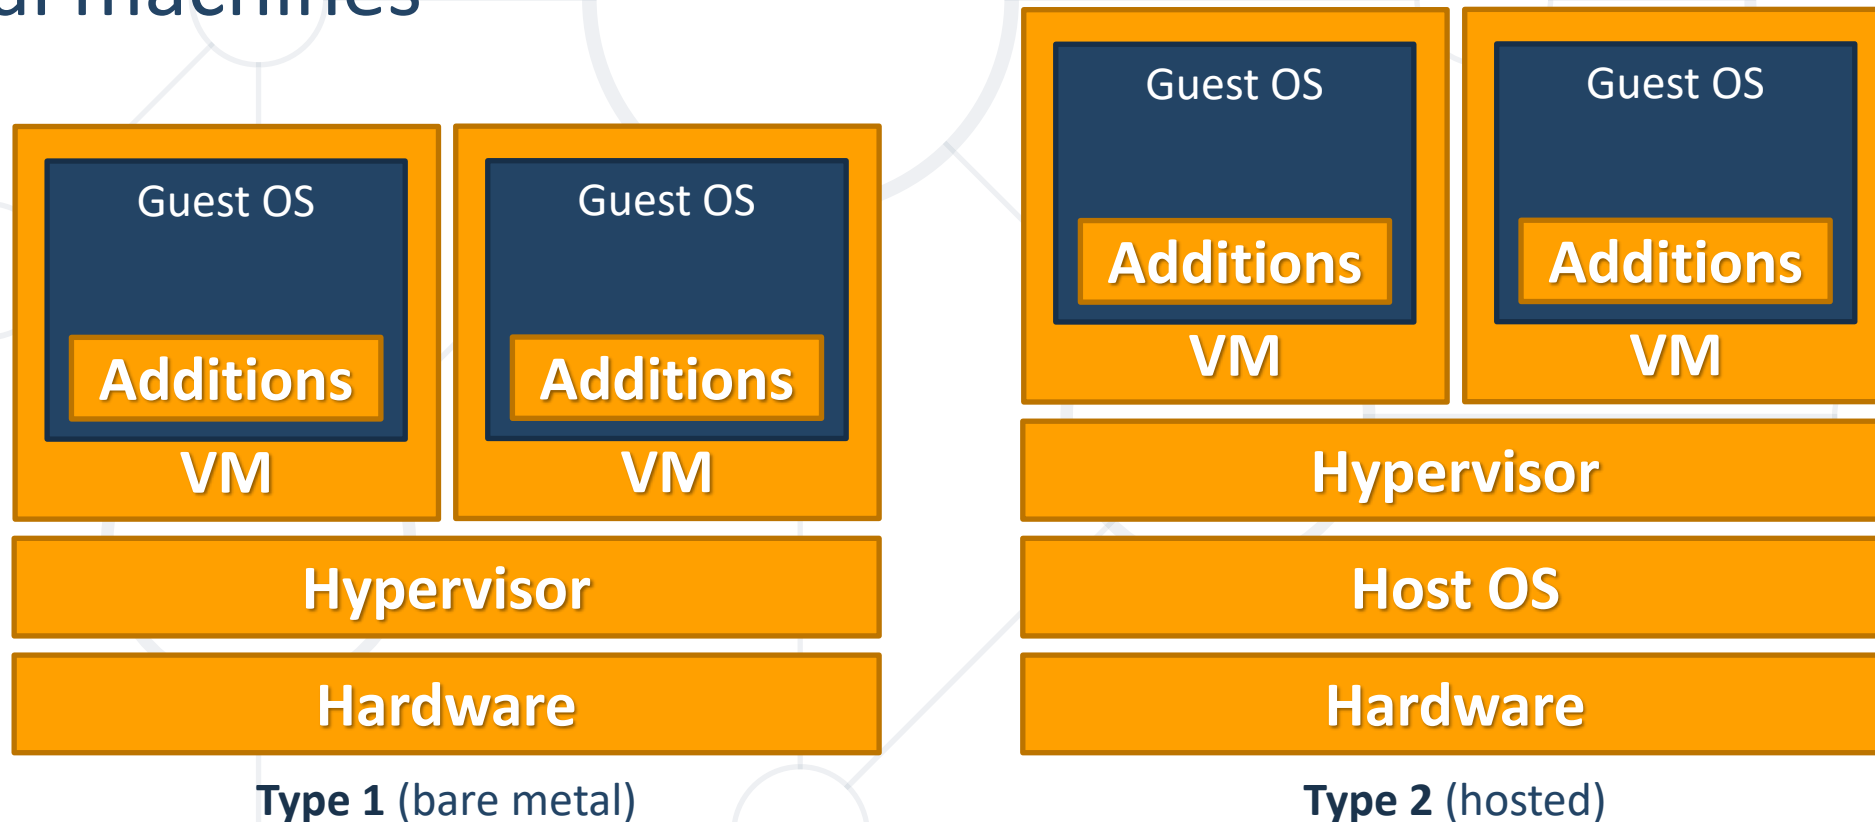 machines
Guest OS
Additions
VM
Guest OS
Additions
VM
Hypervisor
Hardware
Type 1 (bare metal)
Guest OS
Additions
VM
Guest OS
Additions
VM
Hypervisor
Host OS
Hardware
Type 2 (hosted)